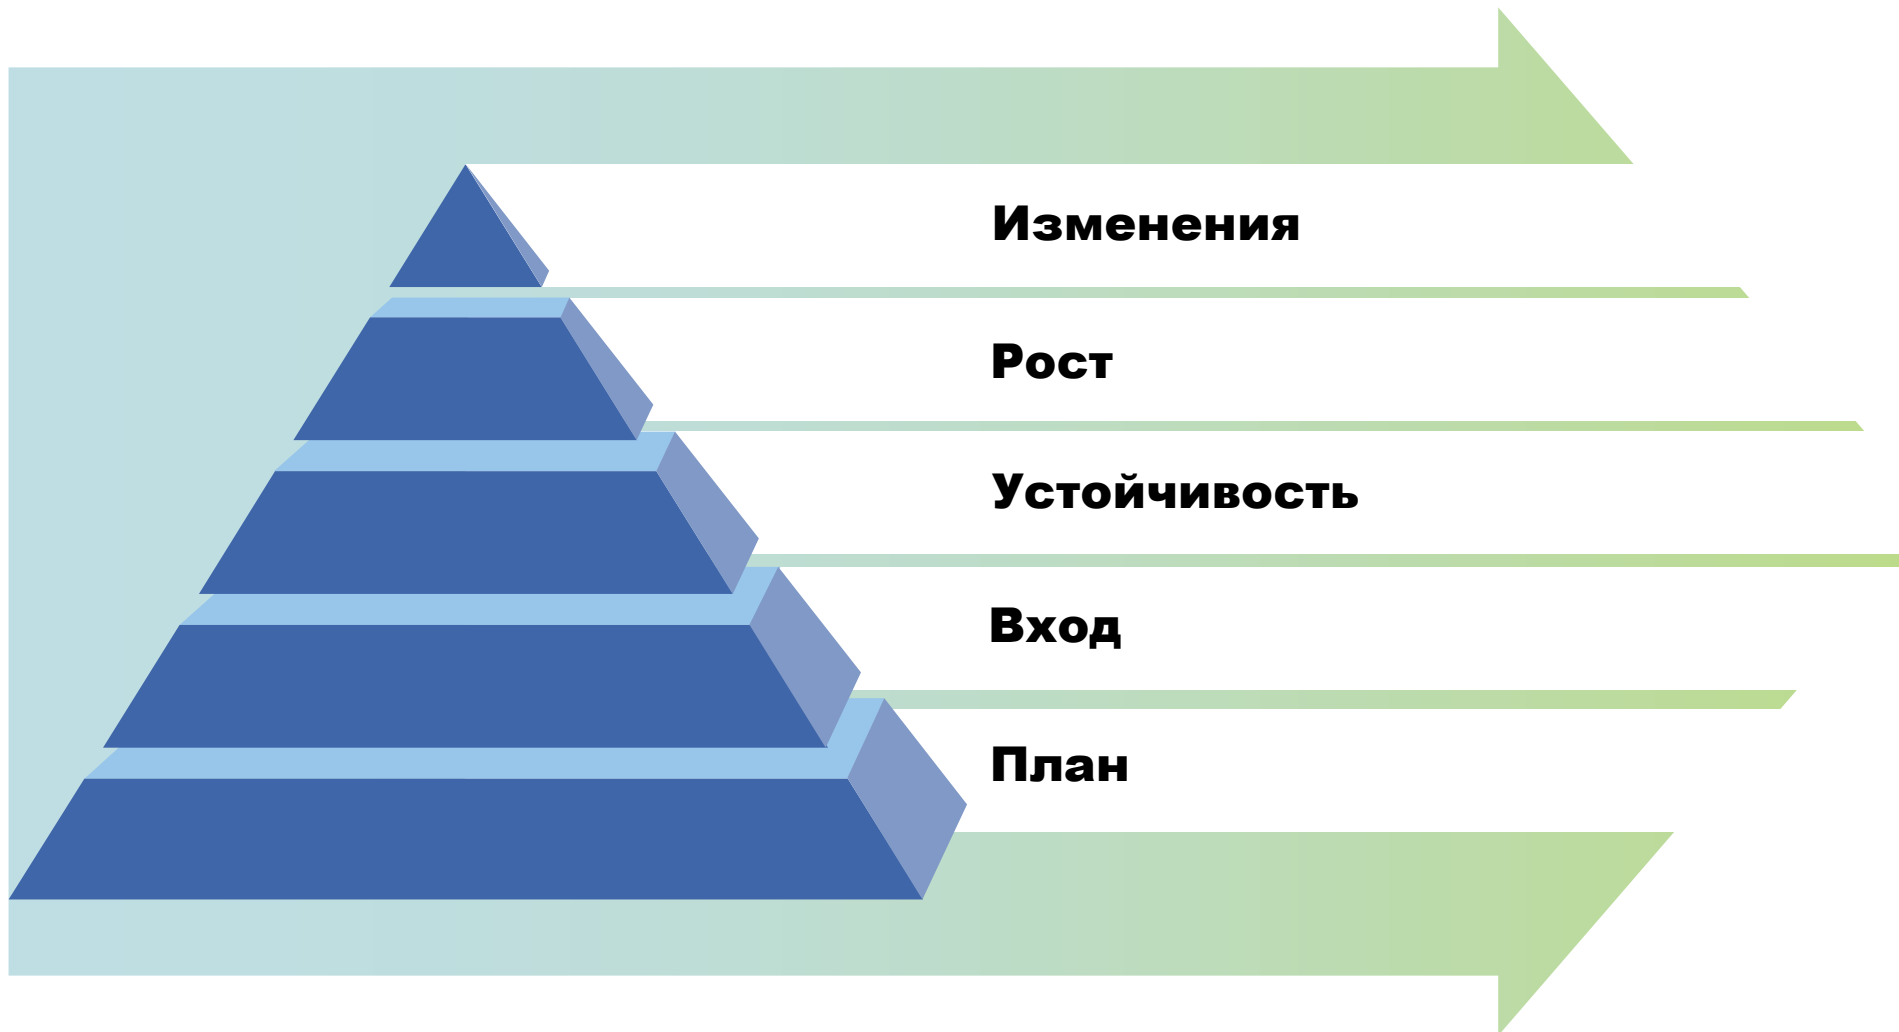 Изменения
Рост
Устойчивость
Вход
План